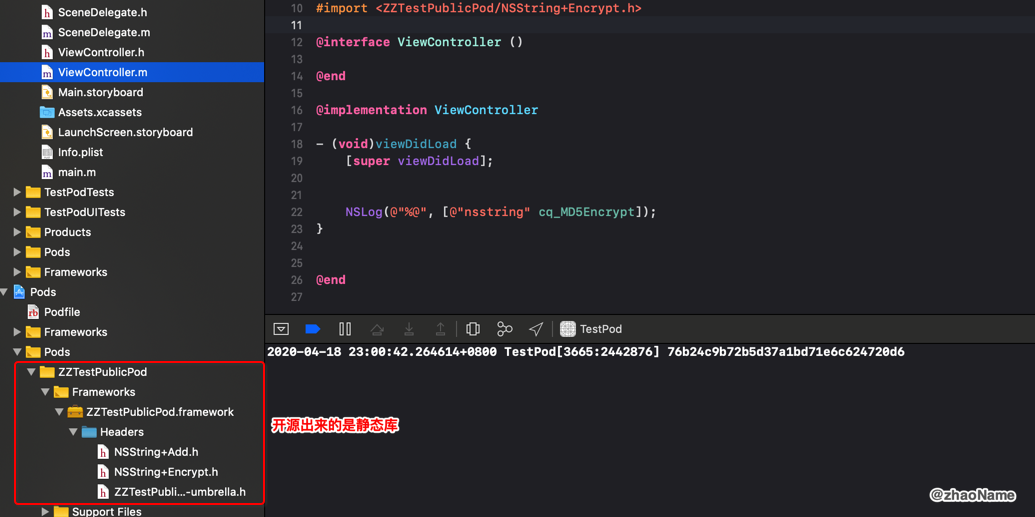 SceneDelegate.h
SceneDelegate.m
ViewController.h
ViewController.m
Main.storyboard
Assets.xcassets
LaunchScreen.storyboard
Info.plist
main.m
TestPodTests
TestPodUITests
Products
Pods
Frameworks
Pods
Podfile
Frameworks
Pods
ZZTestPublicPod
Frameworks
ZZTestPublicPod.framework
Headers
NSString+Add.h
NSString+Encrypt.h
ZZTestPubli...-umbrella.h
Support Files
10 #import <ZZTestPublicPod/NSString+Encrypt.h>
11
12 @interface ViewController ()
13
14 @end
15
16 @implementation ViewController
17
18 - (void)viewDidLoad {
19 [super viewDidLoad];
20
21
22 NSLog(@"%@", [@"nsstring" cq_MD5Encrypt]);
23 }
24
25
26 @end
27
TestPod
2020-04-18 23:00:42.264614+0800 TestPod[3665:2442876] 76b24c9b72b5d37a1bd71e6c624720d6
开源出来的是静态库
@zhaoName